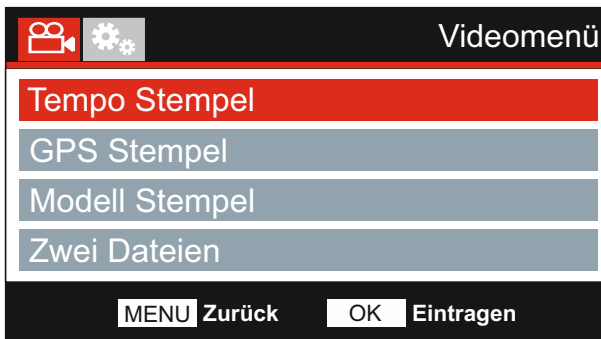 Videomenü
Tempo Stempel
GPS Stempel
Modell Stempel
Zwei Dateien
MENU Zurück OK Eintragen